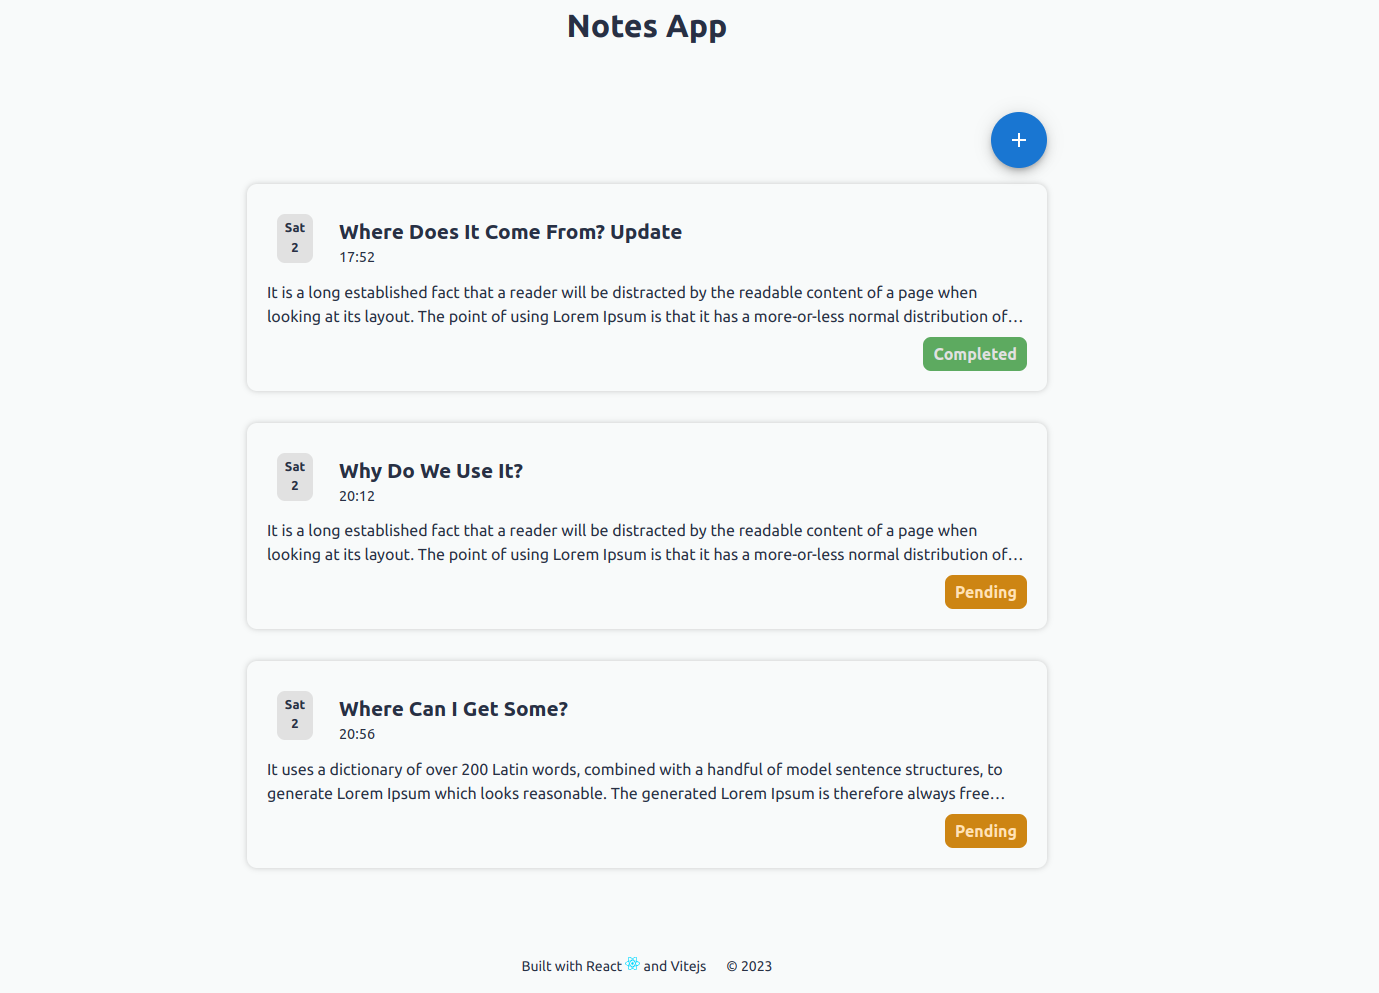 Notes App
+
Sat
2
Where Does It Come From? Update
17:52
It is a long established fact that a reader will be distracted by the readable content of a page when
looking at its layout. The point of using Lorem Ipsum is that it has a more-or-less normal distribution of…
Completed
Sat
2
Why Do We Use It?
20:12
It is a long established fact that a reader will be distracted by the readable content of a page when
looking at its layout. The point of using Lorem Ipsum is that it has a more-or-less normal distribution of…
Pending
Sat
2
Where Can I Get Some?
20:56
It uses a dictionary of over 200 Latin words, combined with a handful of model sentence structures, to
generate Lorem Ipsum which looks reasonable. The generated Lorem Ipsum is therefore always free…
Pending
Built with React and Vitejs © 2023